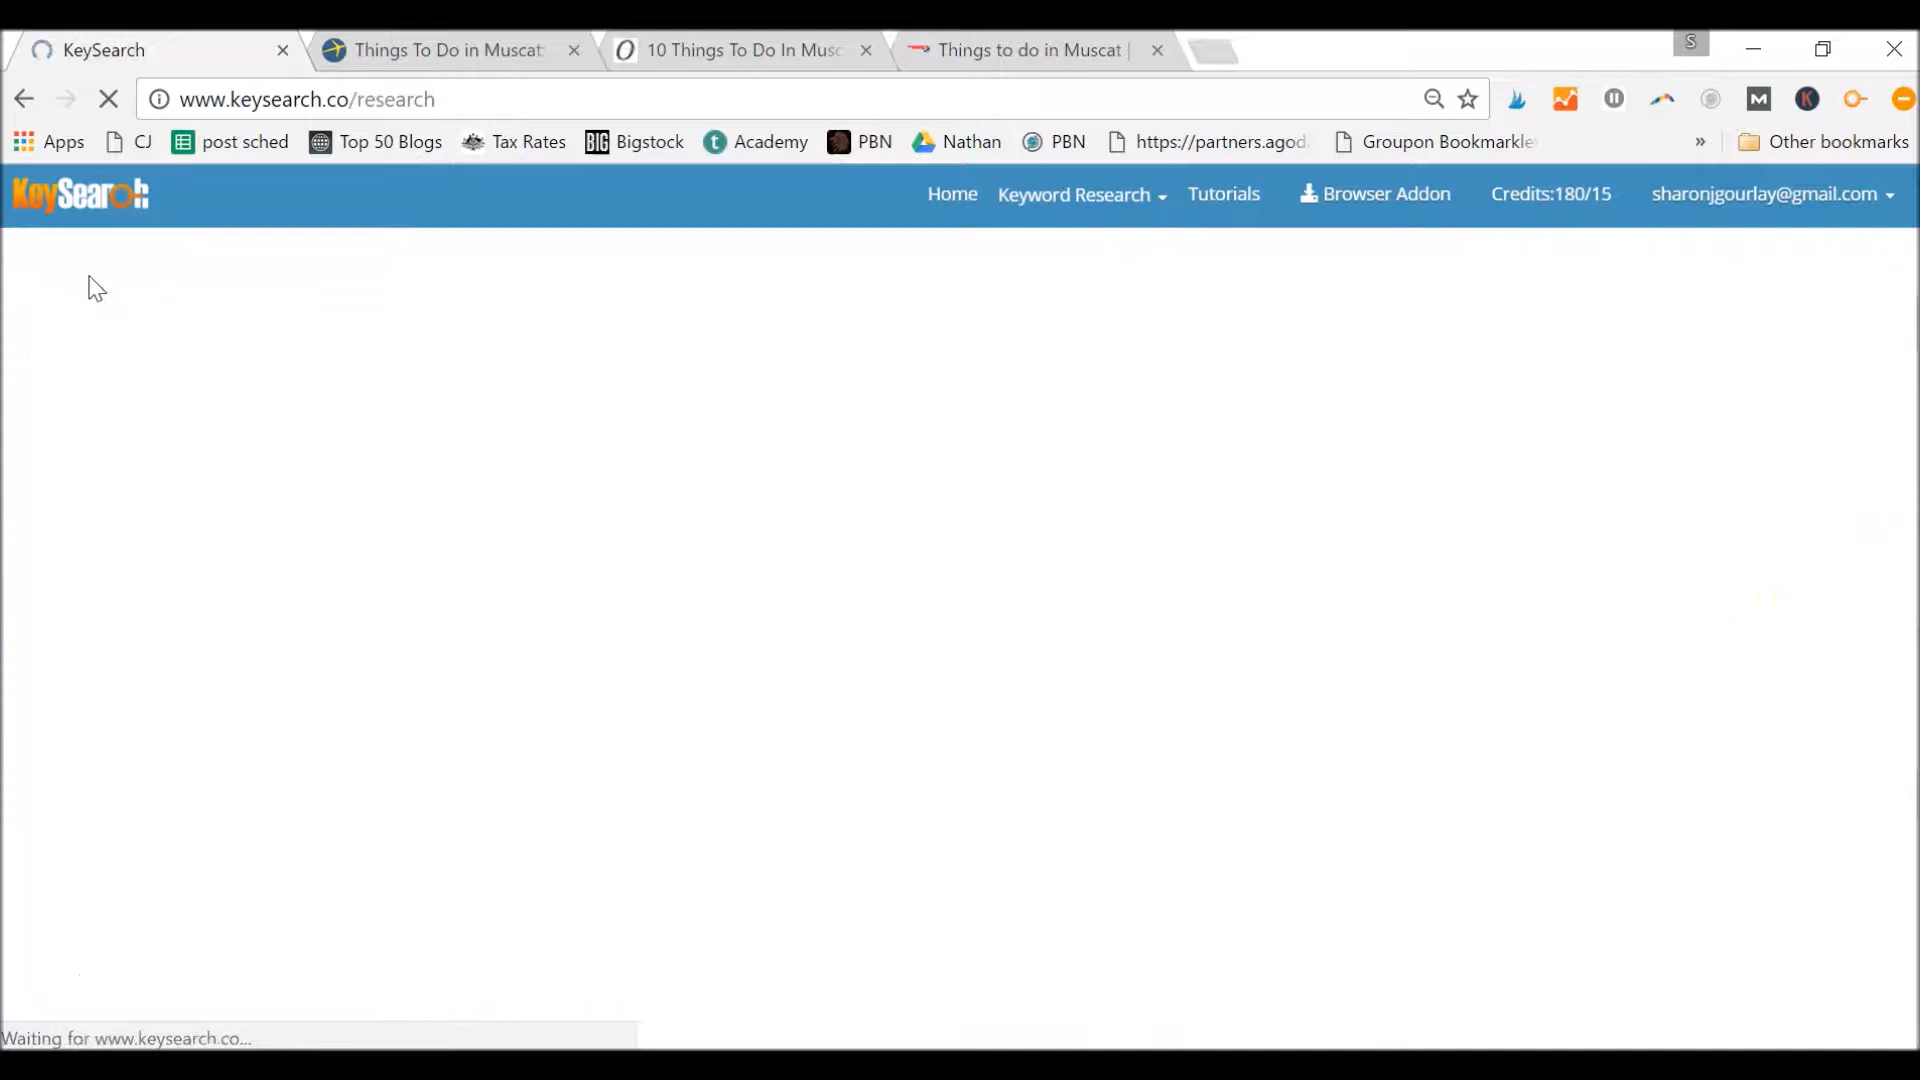 KeySearch
Things To Do in Muscat
10 Things To Do In Musc
Things to do in Muscat |
S
www.keysearch.co/research
M
K
Apps
CJ
post sched
Top 50 Blogs
Tax Rates
BIG
Bigstock
t
Academy
PBN
Nathan
PBN
https://partners.agod
Groupon Bookmarkle
»
Other bookmarks
KeySearch
Home
Keyword Research
Tutorials
Browser Addon
Credits:180/15
sharonjgourlay@gmail.com
Waiting for www.keysearch.co...